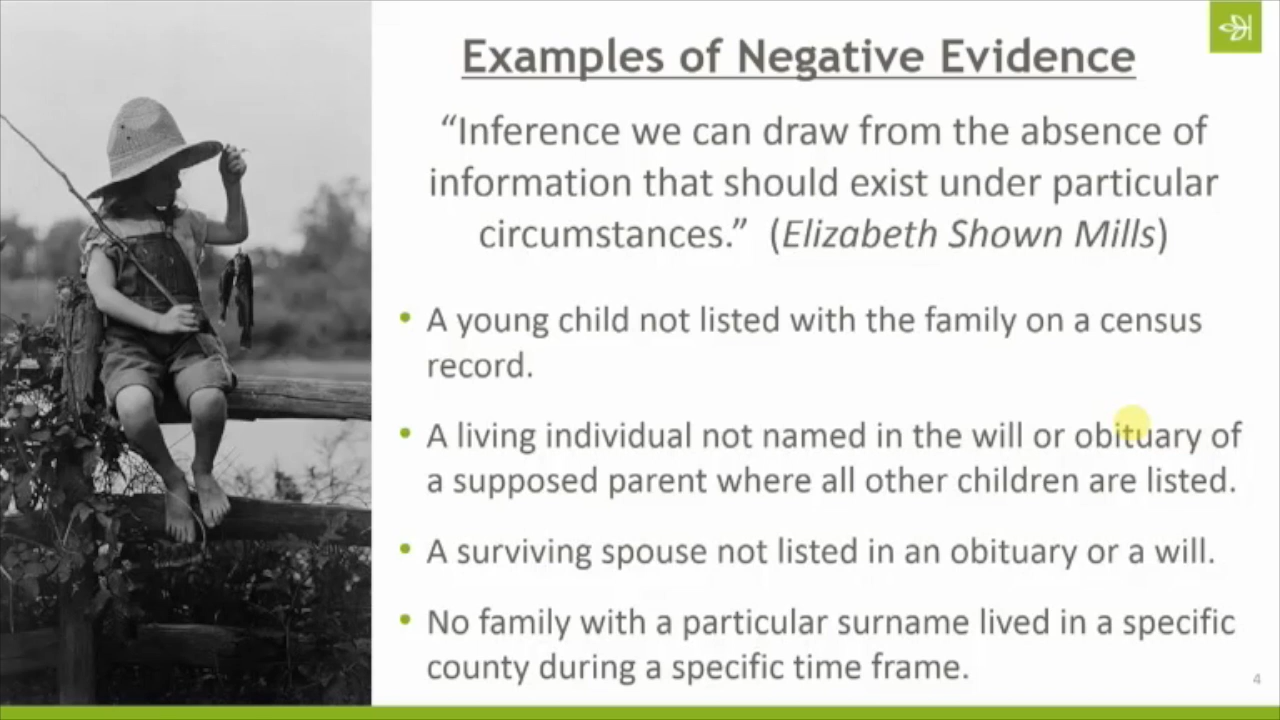 Examples of Negative Evidence
“Inference we can draw from the absence of
information that should exist under particular
circumstances.” (Elizabeth Shown Mills)
• A young child not listed with the family on a census
record.
• A living individual not named in the will or obituary of
a supposed parent where all other children are listed.
• A surviving spouse not listed in an obituary or a will.
• No family with a particular surname lived in a specific
county during a specific time frame.
4